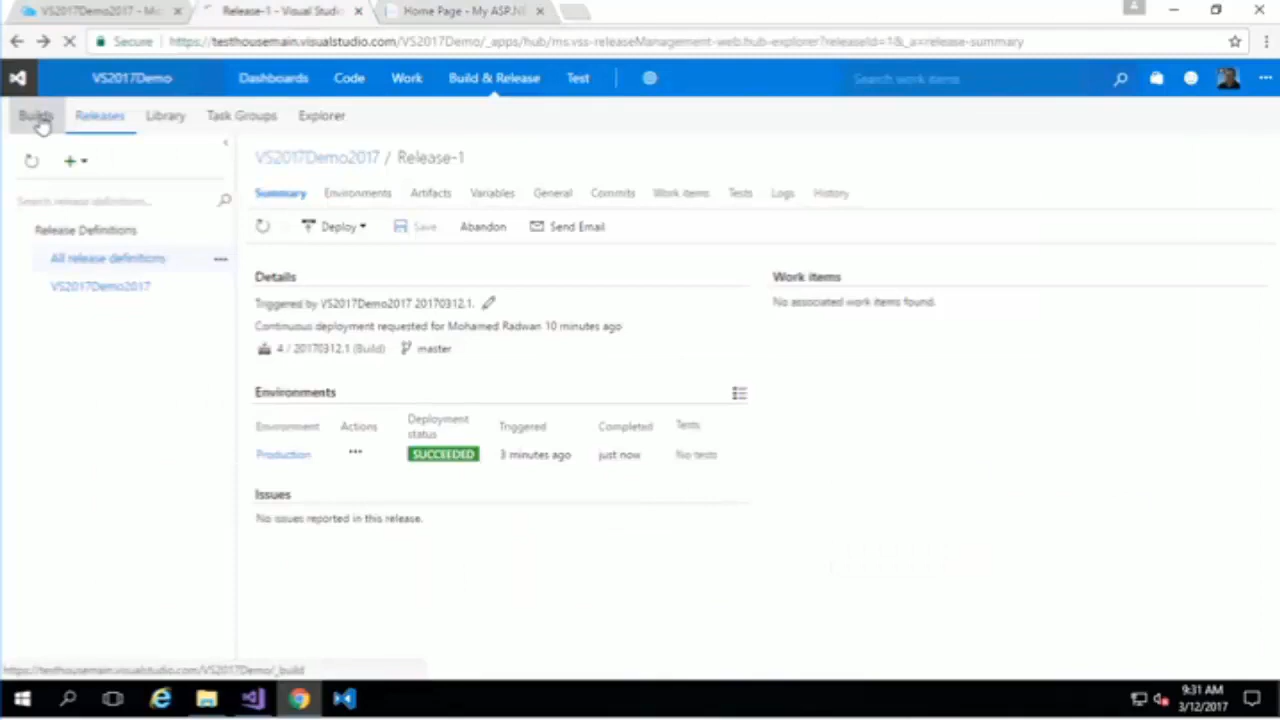 VS2017Demo2017 - Mo
Release-1 - Visual Studi
Home Page - My ASP.N
Secure
https://testhousemain.visualstudio.com/VS2017Demo/_apps/hub/ms.vss-releaseManagement-web.hub-explorer?releaseId=1&_a=release-summary
VS2017Demo
Dashboards
Code
Work
Build & Release
Test
Search work items
Builds
Releases
Library
Task Groups
Explorer
VS2017Demo2017 / Release-1
Summary
Environments
Artifacts
Variables
General
Commits
Work items
Tests
Logs
History
Search release definitions...
Deploy
Save
Abandon
Send Email
Release Definitions
All release definitions
VS2017Demo2017
Details
Triggered by VS2017Demo2017 20170312.1.
Continuous deployment requested for Mohamed Radwan 10 minutes ago
4 / 20170312.1 (Build)
master
Work items
No associated work items found.
Environments
Environment
Actions
Deployment status
Triggered
Completed
Tests
Production
SUCCEEDED
3 minutes ago
just now
No tests
Issues
No issues reported in this release.
https://testhousemain.visualstudio.com/VS2017Demo/_build
9:31 AM
3/12/2017